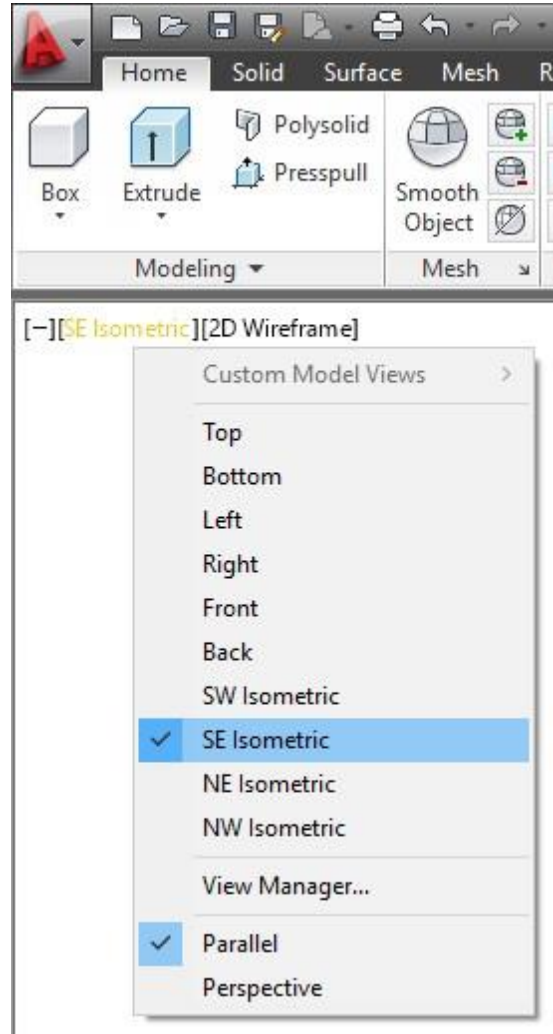 Home Solid Surface Mesh R
Polysolid
Presspull
Box Extrude Smooth Object
Modeling Mesh
[−][SE Isometric][2D Wireframe]
Custom Model Views
Top
Bottom
Left
Right
Front
Back
SW Isometric
SE Isometric
NE Isometric
NW Isometric
View Manager...
Parallel
Perspective